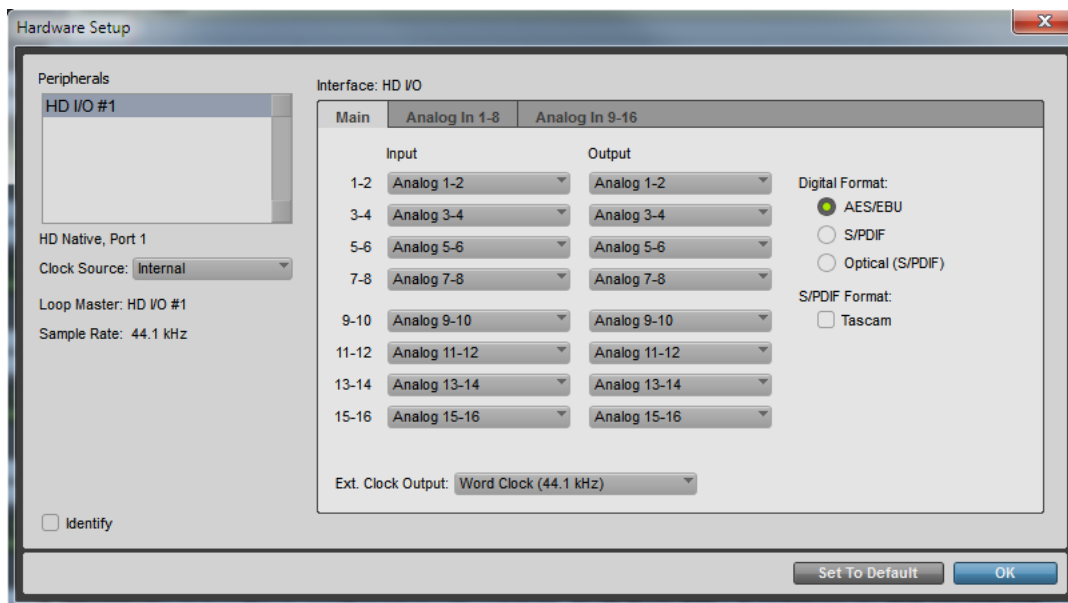 Hardware Setup
Peripherals
HD I/O #1
HD Native, Port 1
Clock Source: Internal
Loop Master: HD I/O #1
Sample Rate: 44.1 kHz
Identify
Interface: HD I/O
Main Analog In 1-8 Analog In 9-16
Input Output
1-2 Analog 1-2 Analog 1-2
3-4 Analog 3-4 Analog 3-4
5-6 Analog 5-6 Analog 5-6
7-8 Analog 7-8 Analog 7-8
9-10 Analog 9-10 Analog 9-10
11-12 Analog 11-12 Analog 11-12
13-14 Analog 13-14 Analog 13-14
15-16 Analog 15-16 Analog 15-16
Ext. Clock Output: Word Clock (44.1 kHz)
Digital Format:
AES/EBU
S/PDIF
Optical (S/PDIF)
S/PDIF Format:
Tascam
Set To Default OK